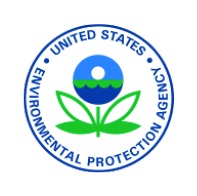 UNITED STATES
ENVIRONMENTAL PROTECTION AGENCY